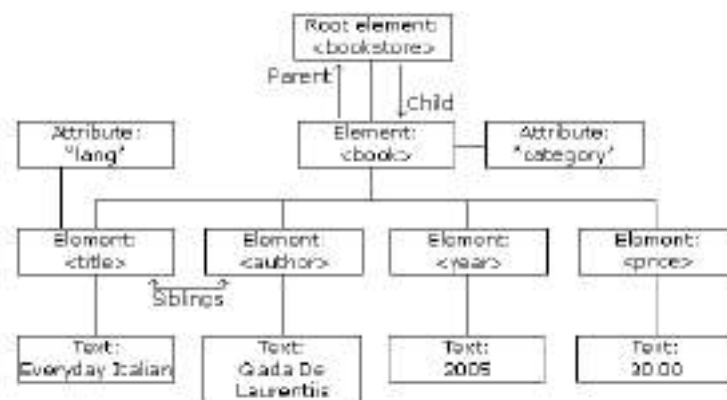 Root element:
<bookstore>
Parent
Child
Attribute:
"lang"
Element:
<book>
Attribute:
"category"
Element:
<title>
Element:
<author>
Element:
<year>
Element:
<price>
Siblings
Text:
Everyday Italian
Text:
Giada De
Laurentiis
Text:
2005
Text:
30.00